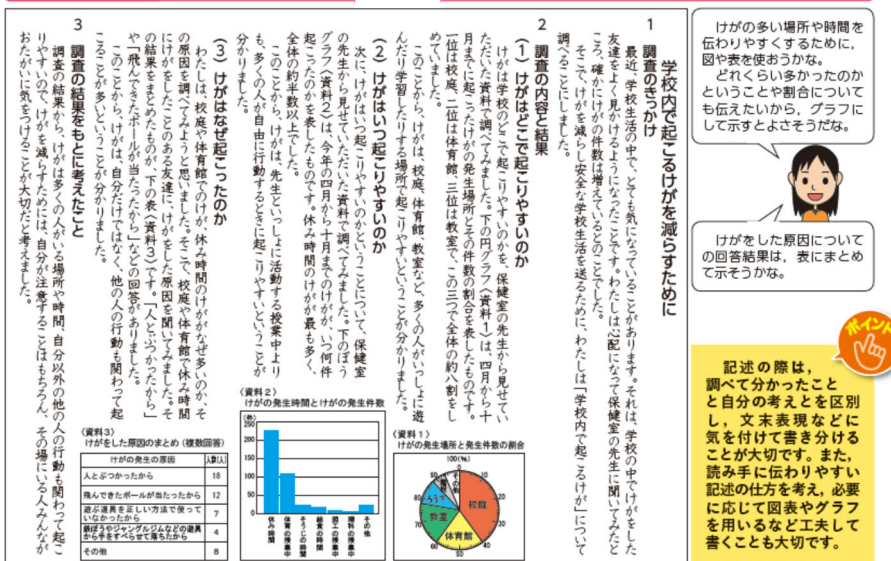 学校内で起こるけがを減らすために
1 調査のきっかけ
最近、学校生活の中で、とても気になっていることがあります。それは、学校の中でけがをした
友達をよく見かけるようになったことです。わたしは心配になって保健室の先生に聞いてみたと
ころ、確かにけがの件数は増えているとのことでした。
そこで、けがを減らし安全な学校生活を送るために、わたしは「学校内で起こるけが」について
調べることにしました。
2 調査の内容と結果
(1) けがはどこで起こりやすいのか
けがは学校のどこで起こりやすいのかを、保健室の先生から見せてい
ただいた資料で調べてみました。下の円グラフ〈資料1〉は、四月から十
月までに起こったけがの発生場所とその件数の割合を表したものです。
一位は校庭、二位は体育館、三位は教室で、この三つで全体の約八割をし
めていました。
このことから、けがは、校庭、体育館、教室など、多くの人がいっしょに遊
んだり学習したりする場所で起こりやすいということが分かりました。
(2) けがはいつ起こりやすいのか
次に、けがはいつ起こりやすいのかということについて、保健室
の先生から見せていただいた資料で調べてみました。下のぼう
グラフ〈資料2〉は、今年の四月から十月までのけがが、いつ何件
起こったのかを表したものです。休み時間のけがが最も多く、
全体の約半数以上でした。
このことから、けがは、先生といっしょに活動する授業中より
も、多くの人が自由に行動するときに起こりやすいということが
分かりました。
(3) けがはなぜ起こったのか
わたしは、校庭や体育館でのけが、休み時間のけががなぜ多いのか、そ
の原因を調べてみようと思いました。そこで、校庭や体育館で休み時間
にけがをしたことのある友達に、けがをした原因を聞いてみました。そ
の結果をまとめたものが、下の表〈資料3〉です。「人とぶつかったから」
や「飛んできたボールが当たったから」などの回答がありました。
このことから、けがは、自分だけではなく、他の人の行動も関わって起
こることが多いということが分かりました。
3 調査の結果をもとに考えたこと
調査の結果から、けがは多くの人がいる場所や時間、自分以外の他の人の行動も関わって起こ
りやすいので、けがを減らすためには、自分が注意することはもちろん、その場にいる人みんなが
おたがいに気をつけることが大切だと考えました。
〈資料1〉
けがの発生場所と発生件数の割合
100(%)
0
校庭
体育館
教室
ろうか
その他
20
30
40
50
60
70
80
90
〈資料2〉
けがの発生時間とけがの発生件数
(件)
250
200
150
100
50
0
休み時間
体育の授業中
そうじの時間
給食の時間
図工の授業中
理科の授業中
その他
〈資料3〉
けがをした原因のまとめ(複数回答)
けがの発生の原因 人数(人)
人とぶつかったから 18
飛んできたボールが当たったから 12
遊ぶ道具を正しい方法で使って
いなかったから 7
鉄ぼうやジャングルジムなどの遊具
から手をすべらせて落ちたから 4
その他 8
けがの多い場所や時間を
伝わりやすくするために,
図や表を使おうかな。
どれくらい多かったのか
ということや割合について
も伝えたいから,グラフに
して示すとよさそうだな。
けがをした原因について
の回答結果は,表にまとめ
て示そうかな。
ポイント
記述の際は,
調べて分かったこと
と自分の考えとを区別
し,文末表現などに
気を付けて書き分ける
ことが大切です。また,
読み手に伝わりやすい
記述の仕方を考え,必要
に応じて図表やグラフ
を用いるなど工夫して
書くことも大切です。